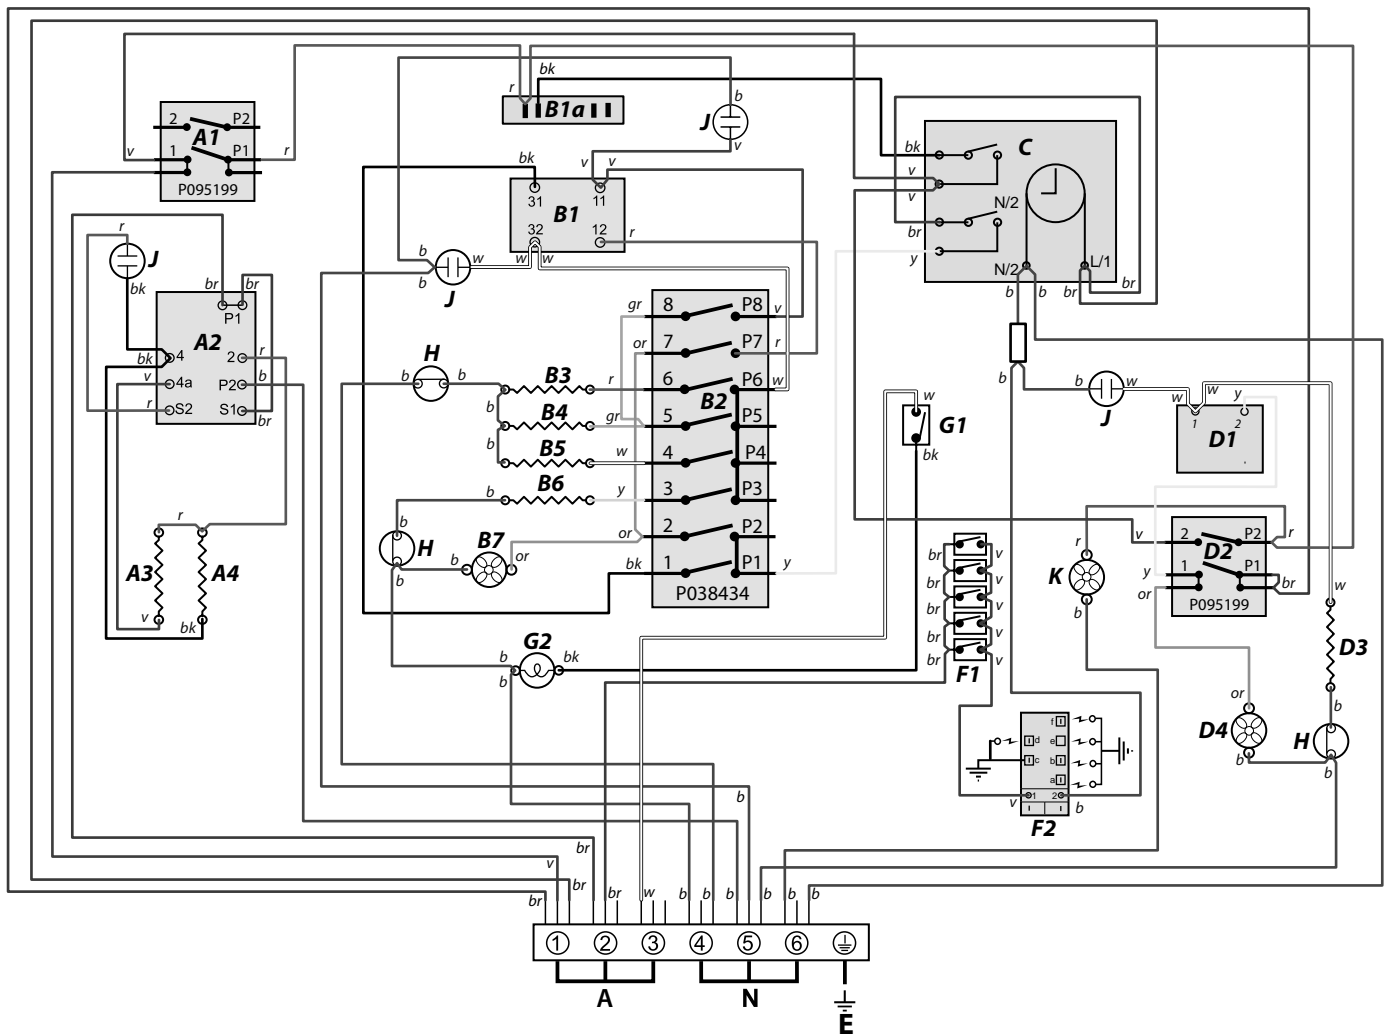 r
bk
B1a
b
J
v
2
P2
A1
v
1
P1
r
P095199
bk
31
v
v
11
B1
32
12
r
b
w
w
w
b
J
bk
v
v
br
y
C
N/2
N/2
L/1
b
b
br
br
r
J
bk
br
br
P1
A2
bk
4
2
r
v
4a
P2
b
r
S2
S1
br
gr
8
P8
v
or
7
P7
r
H
b
b
B3
r
6
P6
w
b
B4
gr
5
B2
P5
b
B5
w
4
P4
b
B6
y
3
P3
b
H
b
b
B7
or
or
2
P2
bk
1
P1
y
P038434
w
G1
bk
b
b
J
w
w
w
y
1
2
D1
r
A3
A4
v
bk
G2
b
b
bk
br
v
br
v
br
v
br
v
br
v
F1
r
K
b
v
2
P2
r
D2
y
1
P1
br
or
P095199
w
D3
b
or
D4
b
H
b
f
d
e
c
b
a
1
2
v
b
F2
b
br
v
br
br
br
w
b
b
b
b
b
b
1
2
3
4
5
6
A
N
E